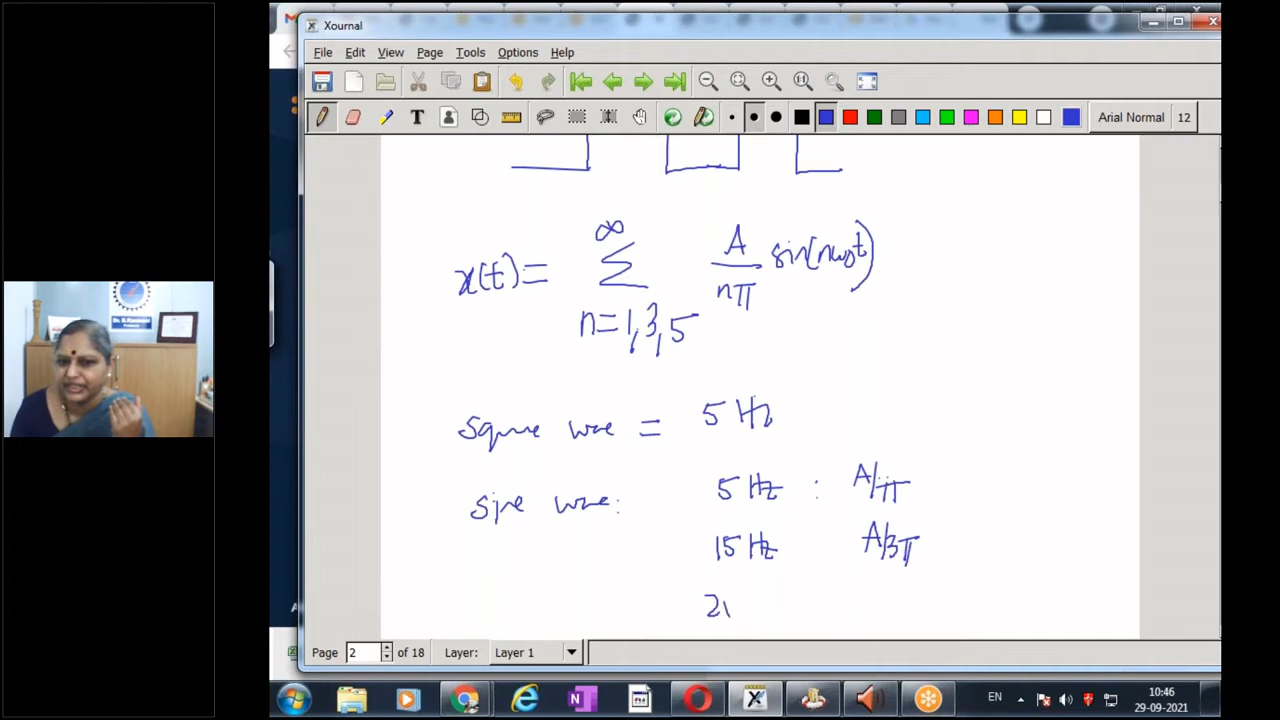 Xournal
File Edit View Page Tools Options Help
Arial Normal 12
x(t) = ∞ Σ n=1,3,5 A/nπ sin(nω₀t)
square wave = 5 Hz
sine wave: 5 Hz : A/π
15 Hz A/3π
Page 2 of 18 Layer: Layer 1
EN 10:46
29-09-2021